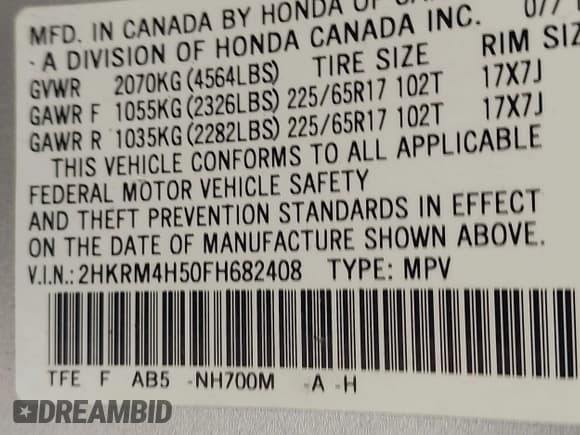 MFD. IN CANADA BY HONDA OF
- A DIVISION OF HONDA CANADA INC. 077
GVWR 2070KG (4564LBS) TIRE SIZE RIM SIZ
GAWR F 1055KG (2326LBS) 225/65R17 102T 17X7J
GAWR R 1035KG (2282LBS) 225/65R17 102T 17X7J
THIS VEHICLE CONFORMS TO ALL APPLICABLE
FEDERAL MOTOR VEHICLE SAFETY
AND THEFT PREVENTION STANDARDS IN EFFECT
ON THE DATE OF MANUFACTURE SHOWN ABOVE.
V.I.N.: 2HKRM4H50FH682408 TYPE: MPV
TFE F AB5 -NH700M -A -H
DREAMBID